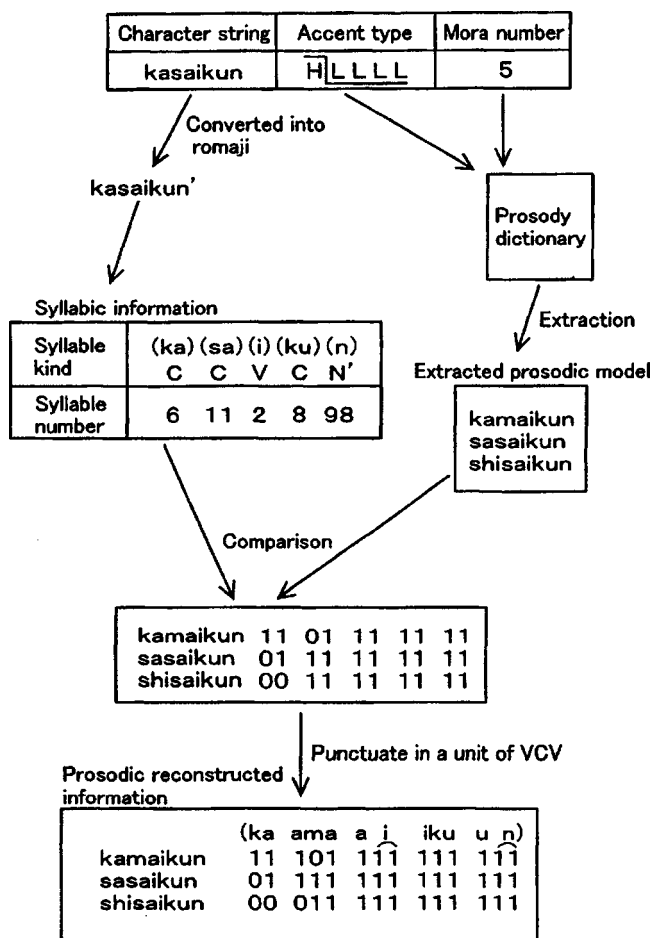 Character string Accent type Mora number
kasaikun HLLLL 5
Converted into
romaji
kasaikun'
Prosody
dictionary
Syllabic information
Extraction
Syllable
kind
(ka) (sa) (i) (ku) (n)
C C V C N'
Syllable
number
6 11 2 8 98
Extracted prosodic model
kamaikun
sasaikun
shisaikun
Comparison
kamaikun 11 01 11 11 11
sasaikun 01 11 11 11 11
shisaikun 00 11 11 11 11
Punctuate in a unit of VCV
Prosodic reconstructed
information
(ka ama a i iku u n)
kamaikun 11 101 111 111 111
sasaikun 01 111 111 111 111
shisaikun 00 011 111 111 111